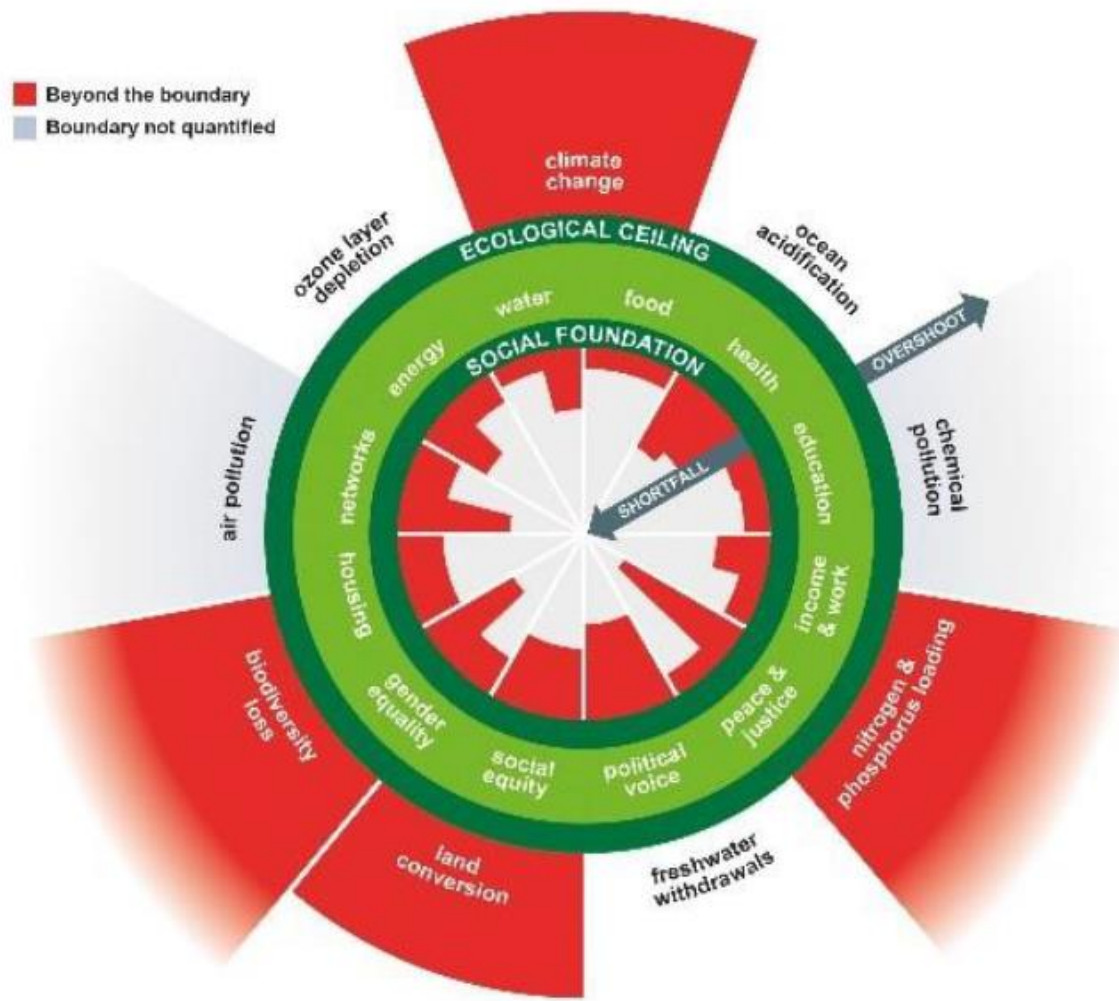 Beyond the boundary
Boundary not quantified
climate
change
ozone layer
depletion
ocean
acidification
ECOLOGICAL CEILING
OVERSHOOT
water
food
energy
health
SOCIAL FOUNDATION
SHORTFALL
air pollution
networks
education
chemical
pollution
housing
income
& work
biodiversity
loss
gender
equality
social
equity
political
voice
peace &
justice
nitrogen &
phosphorus loading
land
conversion
freshwater
withdrawals